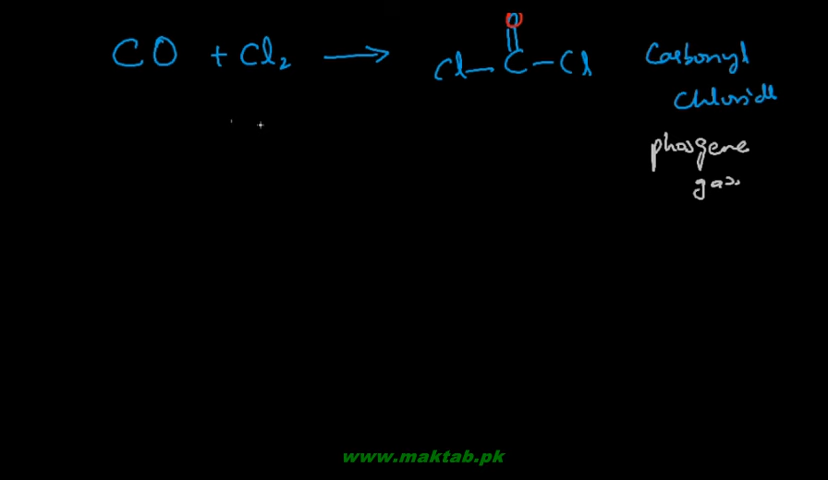 CO + Cl₂ ⟶ Cl—C(=O)—Cl
Carbonyl
Chloride
phosgene
gas
www.maktab.pk